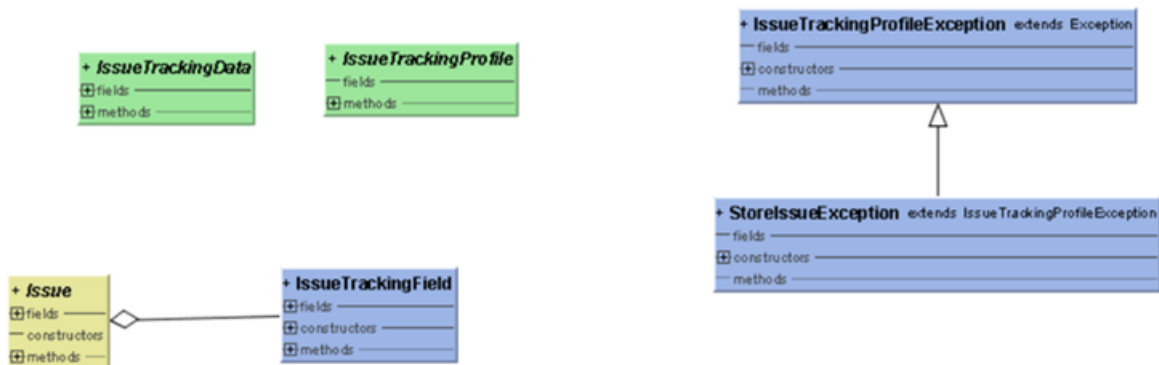 + IssueTrackingData
fields
methods
+ IssueTrackingProfile
fields
methods
+ IssueTrackingProfileException extends Exception
fields
constructors
methods
+ StoreIssueException extends IssueTrackingProfileException
fields
constructors
methods
+ Issue
fields
constructors
methods
+ IssueTrackingField
fields
constructors
methods